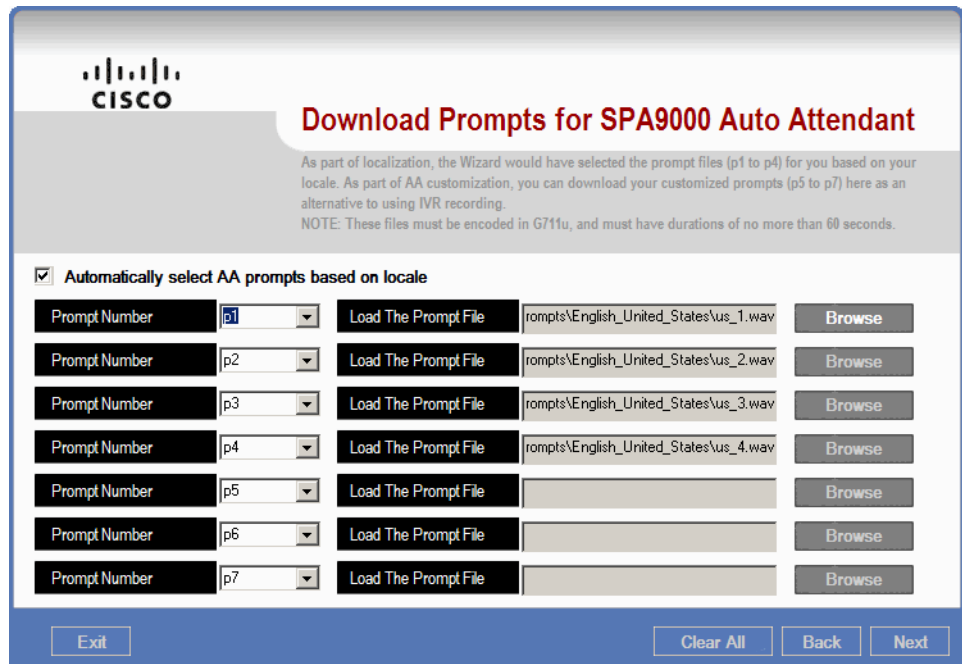 CISCO
Download Prompts for SPA9000 Auto Attendant
As part of localization, the Wizard would have selected the prompt files (p1 to p4) for you based on your
locale. As part of AA customization, you can download your customized prompts (p5 to p7) here as an
alternative to using IVR recording.
NOTE: These files must be encoded in G711u, and must have durations of no more than 60 seconds.
Automatically select AA prompts based on locale
Prompt Number p1 Load The Prompt File rompts\English_United_States\us_1.wav Browse
Prompt Number p2 Load The Prompt File rompts\English_United_States\us_2.wav Browse
Prompt Number p3 Load The Prompt File rompts\English_United_States\us_3.wav Browse
Prompt Number p4 Load The Prompt File rompts\English_United_States\us_4.wav Browse
Prompt Number p5 Load The Prompt File Browse
Prompt Number p6 Load The Prompt File Browse
Prompt Number p7 Load The Prompt File Browse
Exit Clear All Back Next